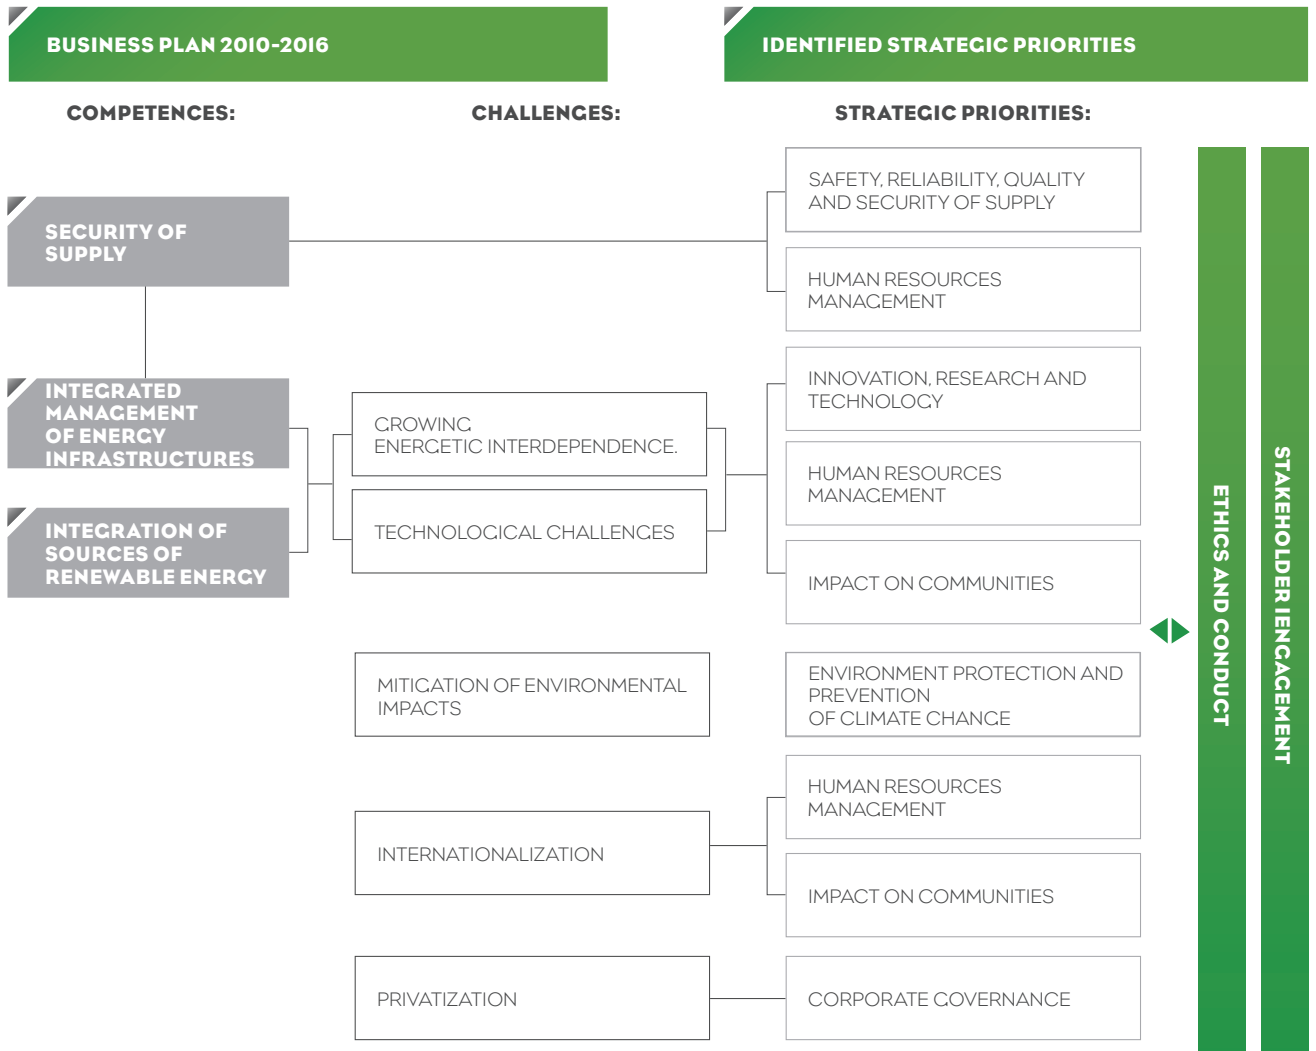 BUSINESS PLAN 2010-2016
IDENTIFIED STRATEGIC PRIORITIES
COMPETENCES:
CHALLENGES:
STRATEGIC PRIORITIES:
SECURITY OF
SUPPLY
INTEGRATED
MANAGEMENT
OF ENERGY
INFRASTRUCTURES
INTEGRATION OF
SOURCES OF
RENEWABLE ENERGY
GROWING
ENERGETIC INTERDEPENDENCE.
TECHNOLOGICAL CHALLENGES
MITIGATION OF ENVIRONMENTAL
IMPACTS
INTERNATIONALIZATION
PRIVATIZATION
SAFETY, RELIABILITY, QUALITY
AND SECURITY OF SUPPLY
HUMAN RESOURCES
MANAGEMENT
INNOVATION, RESEARCH AND
TECHNOLOGY
HUMAN RESOURCES
MANAGEMENT
IMPACT ON COMMUNITIES
ENVIRONMENT PROTECTION AND
PREVENTION
OF CLIMATE CHANGE
HUMAN RESOURCES
MANAGEMENT
IMPACT ON COMMUNITIES
CORPORATE GOVERNANCE
ETHICS AND CONDUCT
STAKEHOLDER IENGAGEMENT